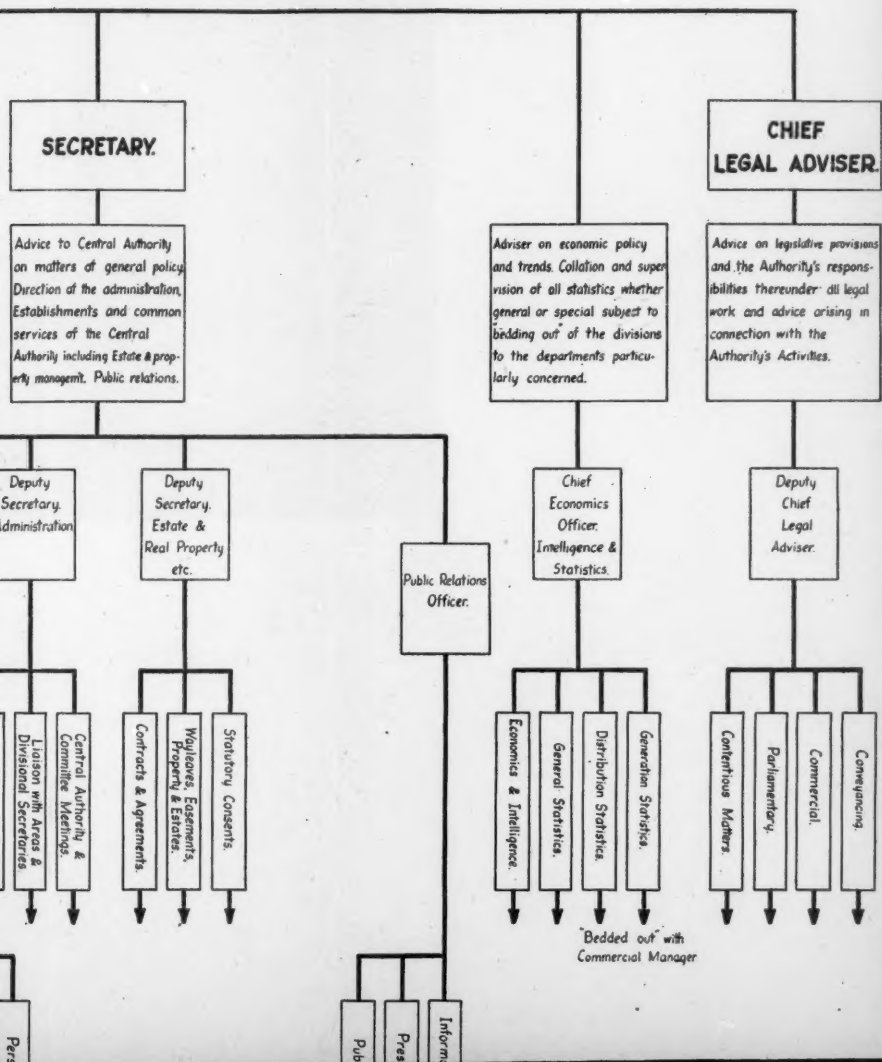 SECRETARY.
CHIEF
LEGAL ADVISER.
Advice to Central Authority
on matters of general policy.
Direction of the administration,
Establishments and common
services of the Central
Authority including Estate & prop-
erty managemt. Public relations.
Adviser on economic policy
and trends. Collation and super
vision of all statistics whether
general or special subject to
"bedding out" of the divisions
to the departments particu-
larly concerned.
Advice on legislative provisions
and the Authority's respons-
ibilities thereunder all legal
work and advice arising in
connection with the
Authority's Activities.
Deputy
Secretary.
dministration
Deputy
Secretary.
Estate &
Real Property
etc.
Public Relations
Officer.
Chief
Economics
Officer.
Intelligence &
Statistics.
Deputy
Chief
Legal
Adviser.
Liaison with Areas &
Divisional Secretaries.
Central Authority &
Committee Meetings.
Contracts & Agreements.
Wayleaves, Easements,
Property & Estates.
Statutory Consents.
Economics & Intelligence.
General Statistics.
Distribution Statistics.
Generation Statistics.
Contentious Matters.
Parliamentary.
Commercial.
Conveyancing.
"Bedded out" with
Commercial Manager
Pers
Pub
Pres
Inform